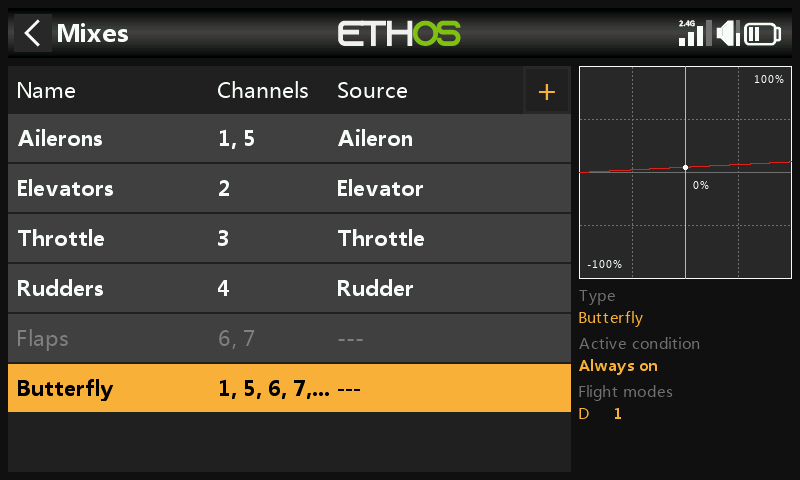 Mixes
ETHOS
2.4G
Name Channels Source +
Ailerons 1, 5 Aileron
Elevators 2 Elevator
Throttle 3 Throttle
Rudders 4 Rudder
Flaps 6, 7 ---
Butterfly 1, 5, 6, 7,... ---
100%
0%
-100%
Type
Butterfly
Active condition
Always on
Flight modes
D 1